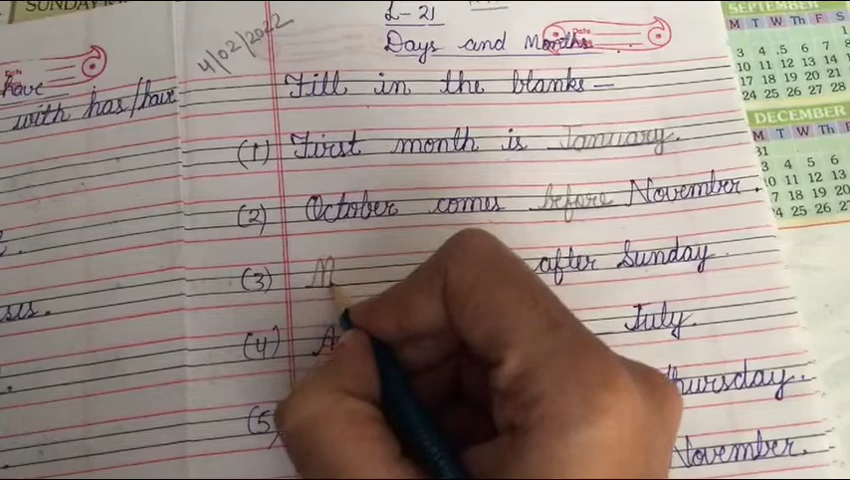 SUNDAY
have
with has/have
4/02/2022
L-21
Days and Months
Fill in the blanks—
(1) First month is January.
(2) October comes before November.
(3) M after Sunday
(4) A July.
(5) Thursday.
November.
SEPTEMBER
M T W Th F S
1
3 4 5 6 7 8
10 11 12 13 14
17 18 19 20 21
24 25 26 27 28
DECEMBER
M T W Th F
31
3 4 5 6
10 11 12 13
17 18 19 20
24 25 26 27